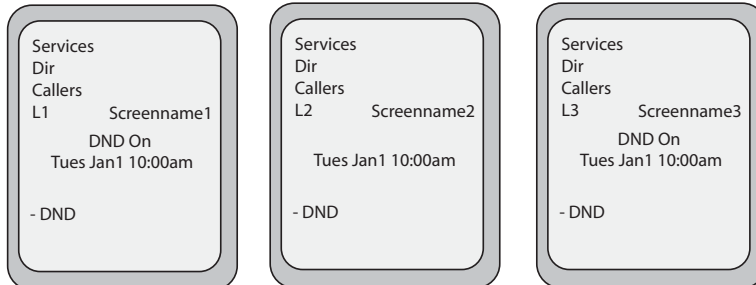 Services
Dir
Callers
L1 Screenname1
DND On
Tues Jan1 10:00am
- DND
Services
Dir
Callers
L2 Screenname2
Tues Jan1 10:00am
- DND
Services
Dir
Callers
L3 Screenname3
DND On
Tues Jan1 10:00am
- DND